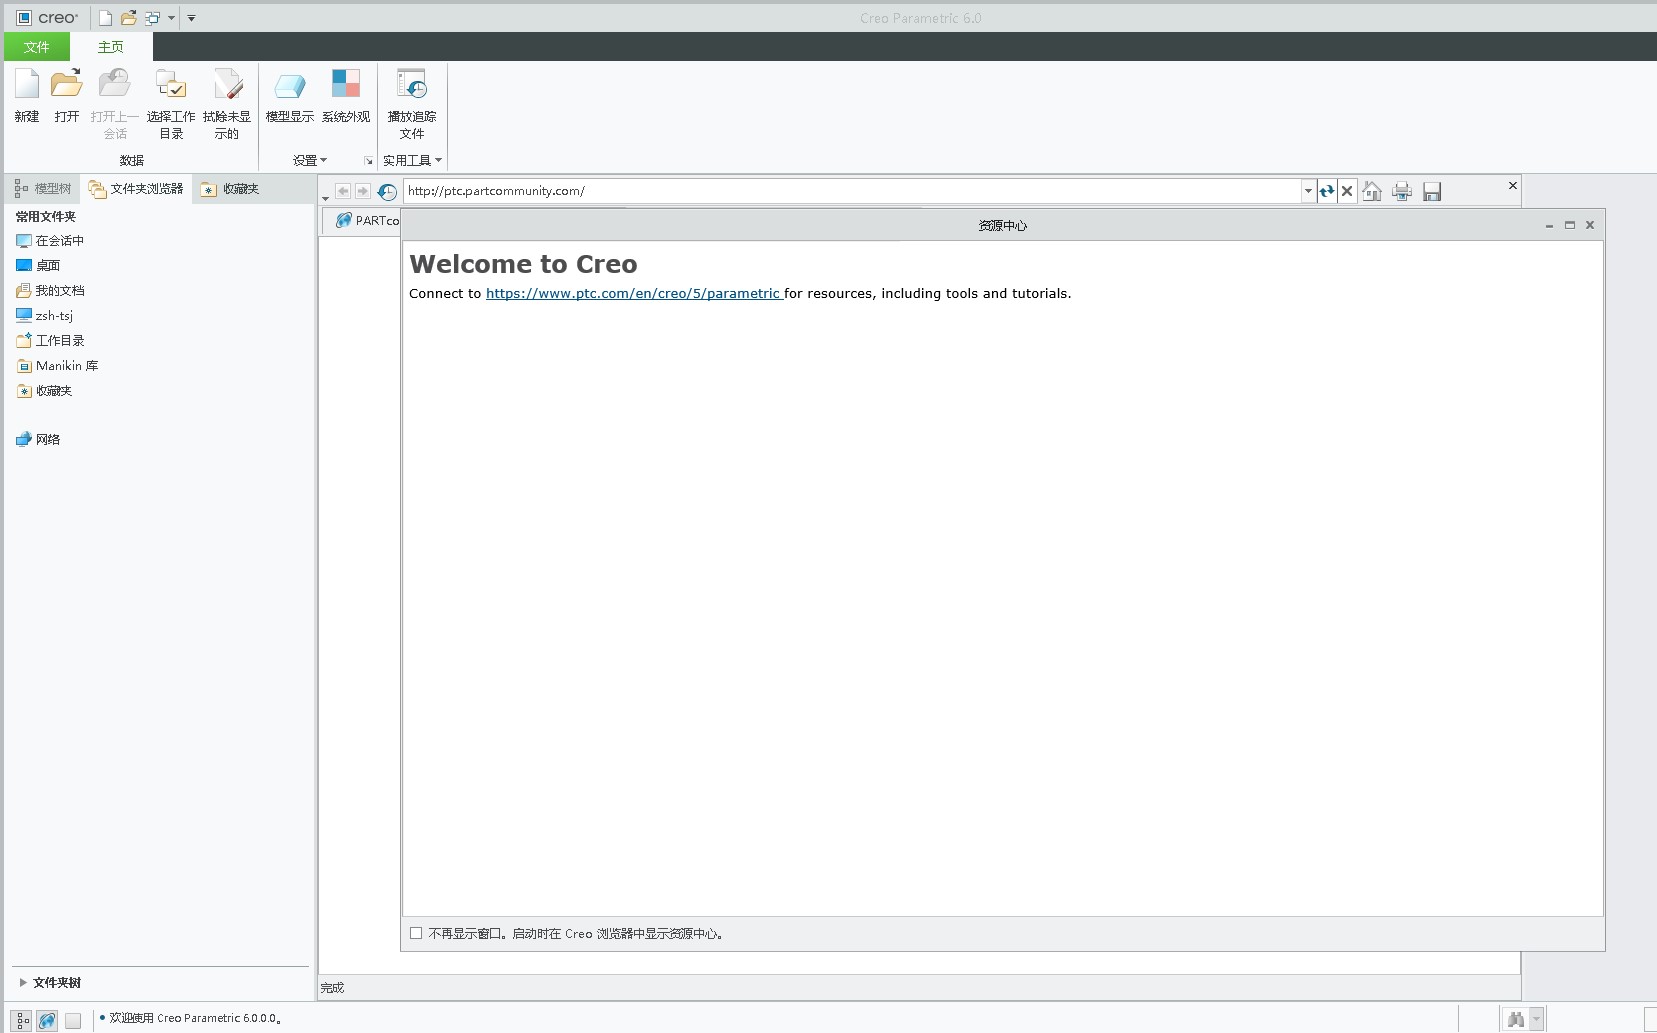 creo
Creo Parametric 6.0
文件
主页
新建
打开
打开上一
会话
选择工作
目录
拭除未显
示的
模型显示
系统外观
播放追踪
文件
数据
设置
实用工具
模型树
文件夹浏览器
收藏夹
http://ptc.partcommunity.com/
常用文件夹
在会话中
桌面
我的文档
zsh-tsj
工作目录
Manikin 库
收藏夹
网络
PARTco
资源中心
Welcome to Creo
Connect to https://www.ptc.com/en/creo/5/parametric for resources, including tools and tutorials.
不再显示窗口。启动时在 Creo 浏览器中显示资源中心。
文件夹树
完成
欢迎使用 Creo Parametric 6.0.0.0。